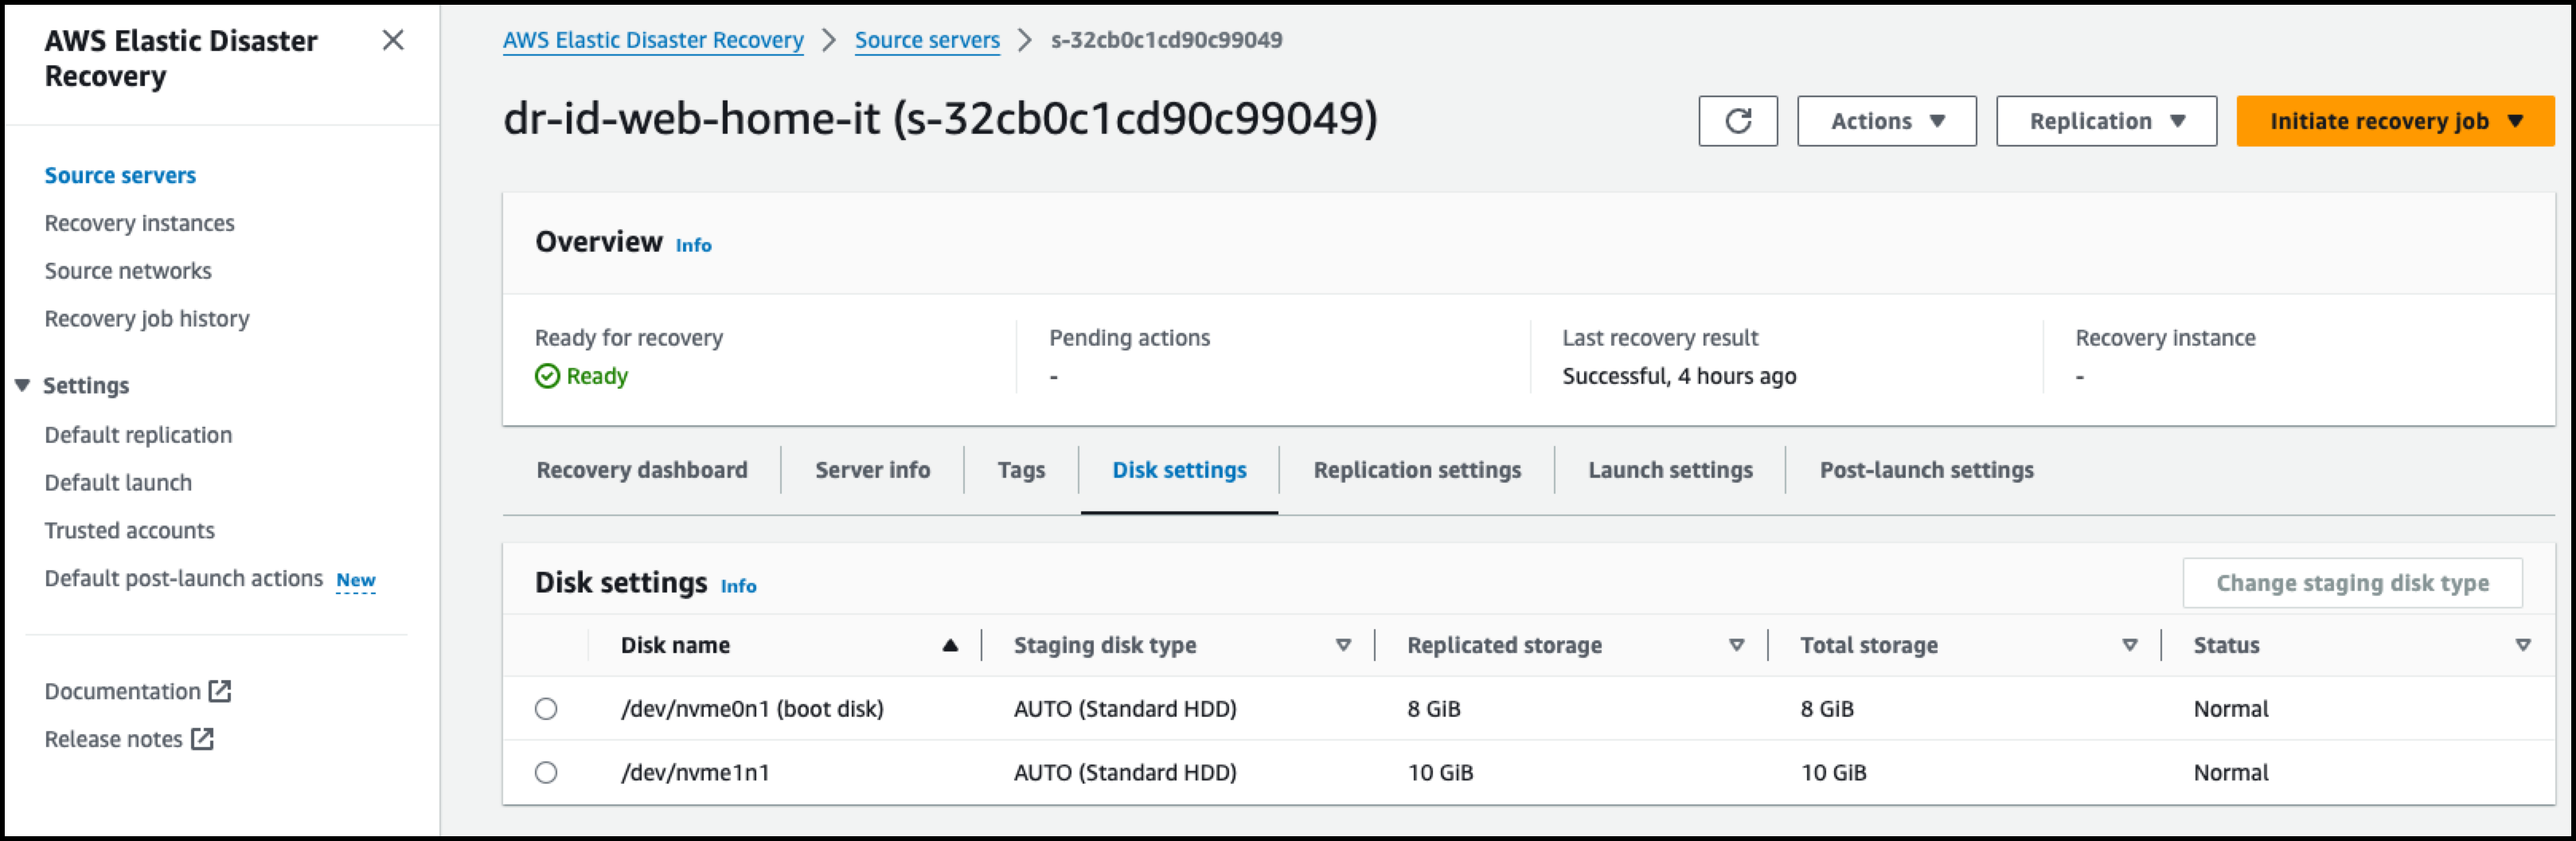 AWS Elastic Disaster
Recovery
Source servers
Recovery instances
Source networks
Recovery job history
Settings
Default replication
Default launch
Trusted accounts
Default post-launch actions New
Documentation
Release notes
AWS Elastic Disaster Recovery Source servers s-32cb0c1cd90c99049
dr-id-web-home-it (s-32cb0c1cd90c99049)
Actions Replication Initiate recovery job
Overview Info
Ready for recovery Pending actions Last recovery result Recovery instance
Ready - Successful, 4 hours ago -
Recovery dashboard Server info Tags Disk settings Replication settings Launch settings Post-launch settings
Disk settings Info Change staging disk type
Disk name Staging disk type Replicated storage Total storage Status
/dev/nvme0n1 (boot disk) AUTO (Standard HDD) 8 GiB 8 GiB Normal
/dev/nvme1n1 AUTO (Standard HDD) 10 GiB 10 GiB Normal